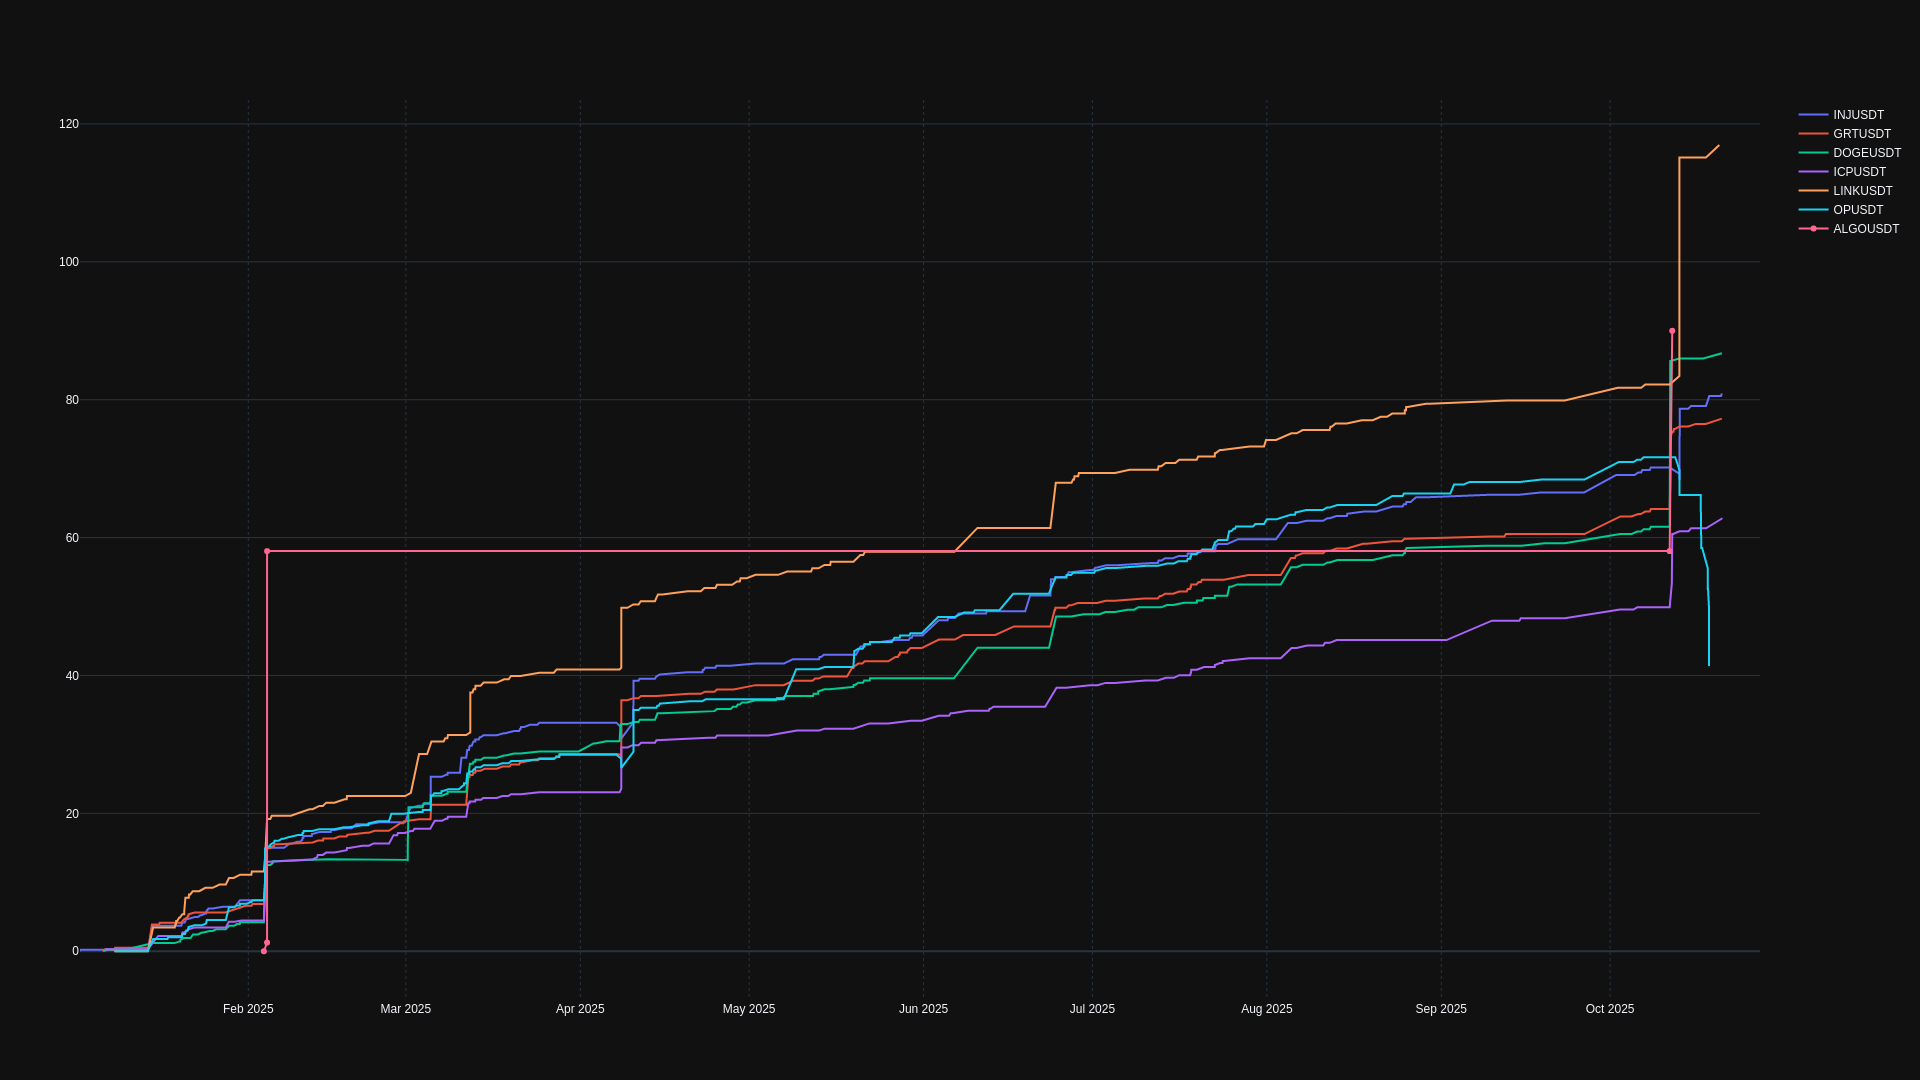 120
100
80
60
40
20
0
Feb 2025
Mar 2025
Apr 2025
May 2025
Jun 2025
Jul 2025
Aug 2025
Sep 2025
Oct 2025
INJUSDT
GRTUSDT
DOGEUSDT
ICPUSDT
LINKUSDT
OPUSDT
ALGOUSDT